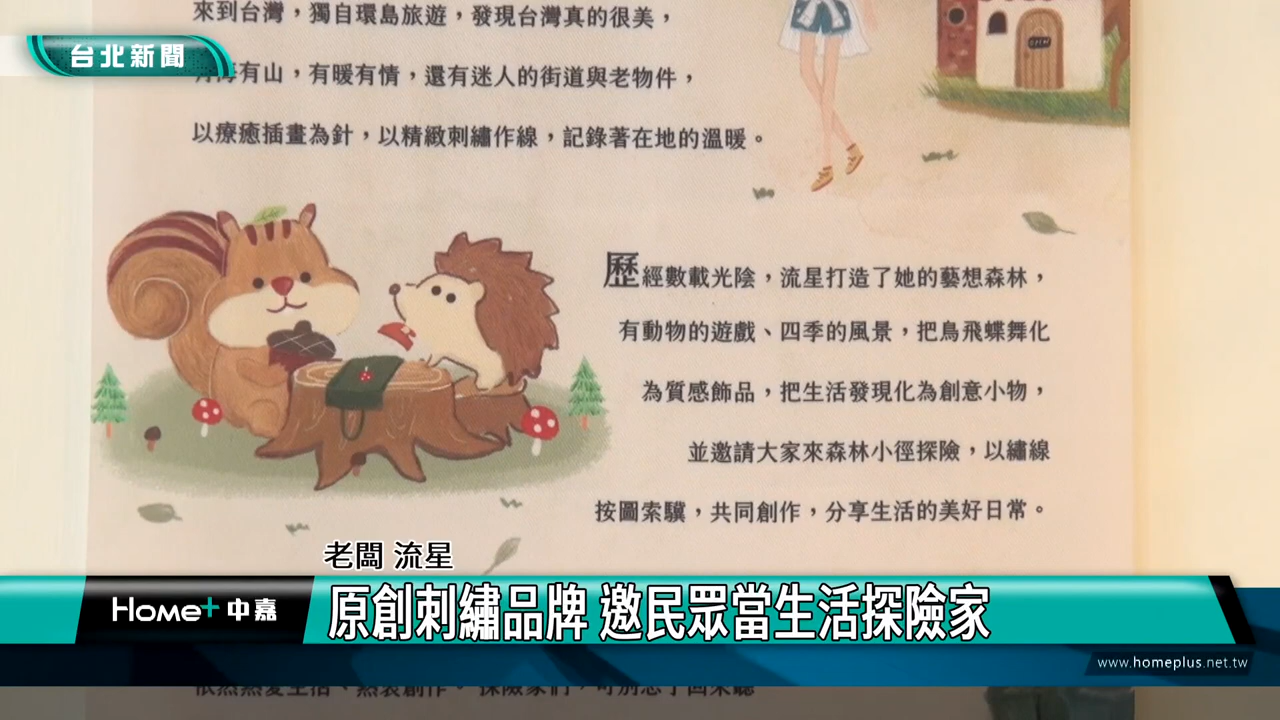 來到台灣，獨自環島旅遊，發現台灣真的很美，
台北新聞
有山，有暖有情，還有迷人的街道與老物件，
以療癒插畫為針，以精緻刺繡作線，記錄著在地的溫暖。
歷經數載光陰，流星打造了她的藝想森林，
有動物的遊戲、四季的風景，把鳥飛蝶舞化
為質感飾品，把生活發現化為創意小物，
並邀請大家來森林小徑探險，以繡線
按圖索驥，共同創作，分享生活的美好日常。
老闆 流星
Home+中嘉
原創刺繡品牌 邀民眾當生活探險家
www.homeplus.net.tw